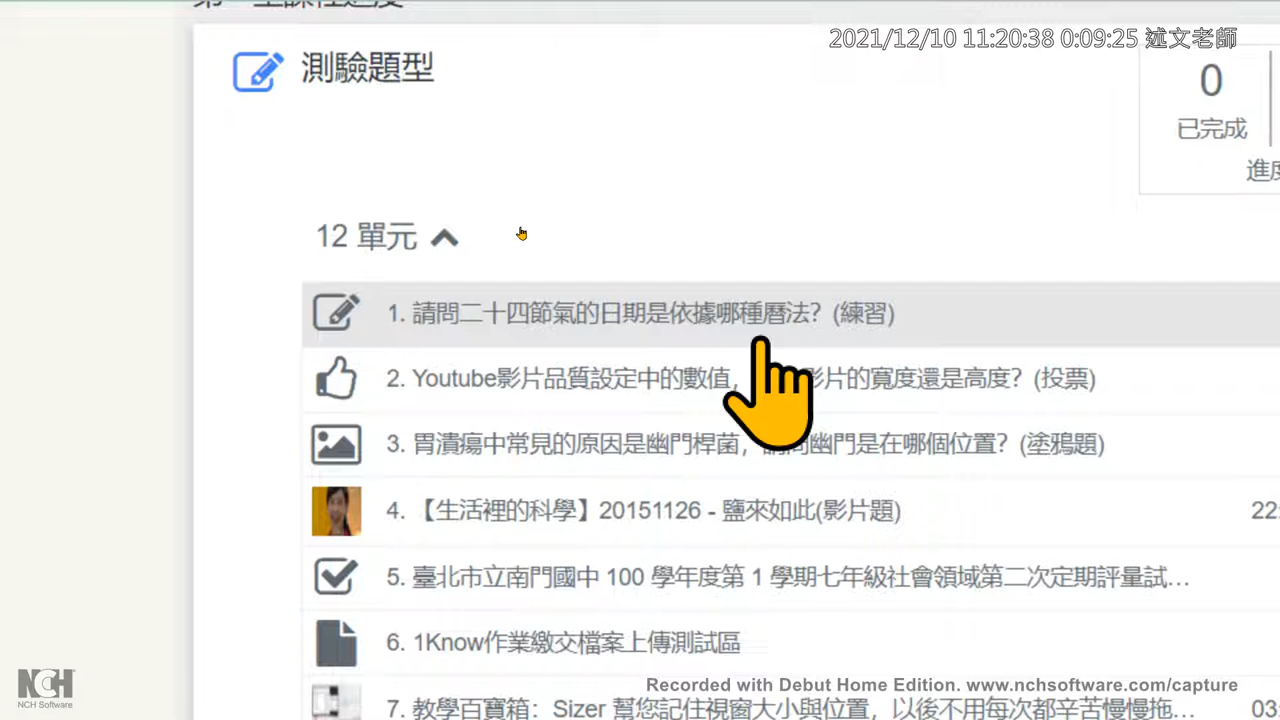 2021/12/10 11:20:38 0:09:25 述文老師
測驗題型
0
已完成
進度
12 單元
1. 請問二十四節氣的日期是依據哪種曆法? (練習)
2. Youtube影片品質設定中的數值, 影片的寬度還是高度? (投票)
3. 胃潰瘍中常見的原因是幽門桿菌, 請問幽門是在哪個位置? (塗鴉題)
4. 【生活裡的科學】20151126 - 鹽來如此(影片題)
22:
5. 臺北市立南門國中 100 學年度第 1 學期七年級社會領域第二次定期評量試...
6. 1Know作業繳交檔案上傳測試區
7. 教學百寶箱: Sizer 幫您記住視窗大小與位置, 以後不用每次都辛苦慢慢拖...
03
NCH
NCH Software
Recorded with Debut Home Edition. www.nchsoftware.com/capture